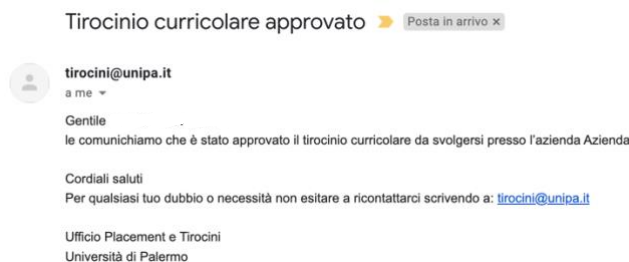 Tirocinio curricolare approvato Posta in arrivo ×
tirocini@unipa.it
a me
Gentile
le comunichiamo che è stato approvato il tirocinio curricolare da svolgersi presso l'azienda Azienda
Cordiali saluti
Per qualsiasi tuo dubbio o necessità non esitare a ricontattarci scrivendo a: tirocini@unipa.it
Ufficio Placement e Tirocini
Università di Palermo